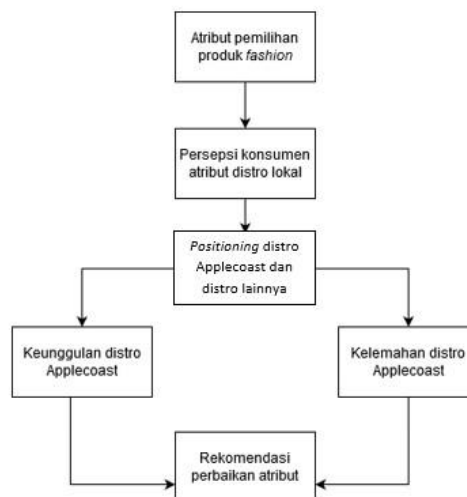 Atribut pemilihan
produk fashion
Persepsi konsumen
atribut distro lokal
Positioning distro
Applecoast dan
distro lainnya
Keunggulan distro
Applecoast
Kelemahan distro
Applecoast
Rekomendasi
perbaikan atribut